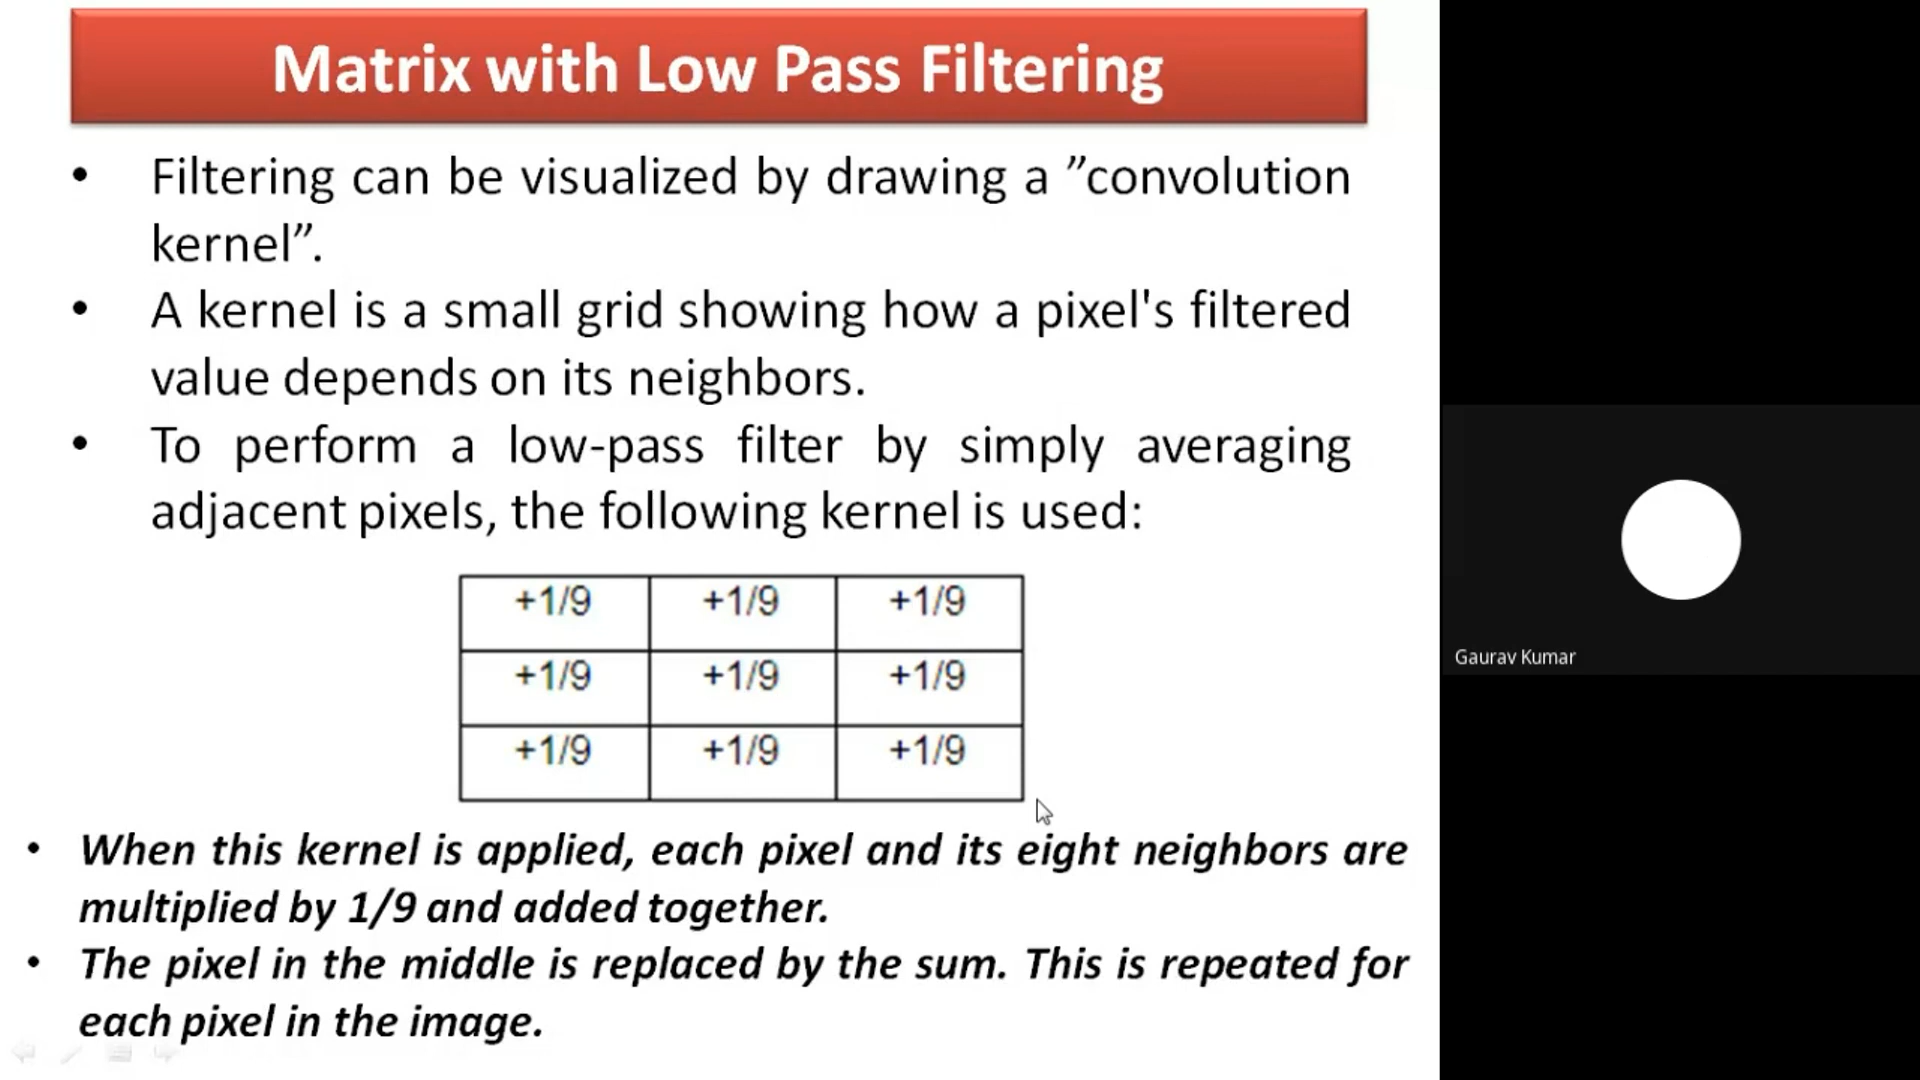 Matrix with Low Pass Filtering
• Filtering can be visualized by drawing a ”convolution
kernel”.
• A kernel is a small grid showing how a pixel's filtered
value depends on its neighbors.
• To perform a low-pass filter by simply averaging
adjacent pixels, the following kernel is used:
+1/9 +1/9 +1/9
+1/9 +1/9 +1/9
+1/9 +1/9 +1/9
• When this kernel is applied, each pixel and its eight neighbors are
multiplied by 1/9 and added together.
• The pixel in the middle is replaced by the sum. This is repeated for
each pixel in the image.
Gaurav Kumar